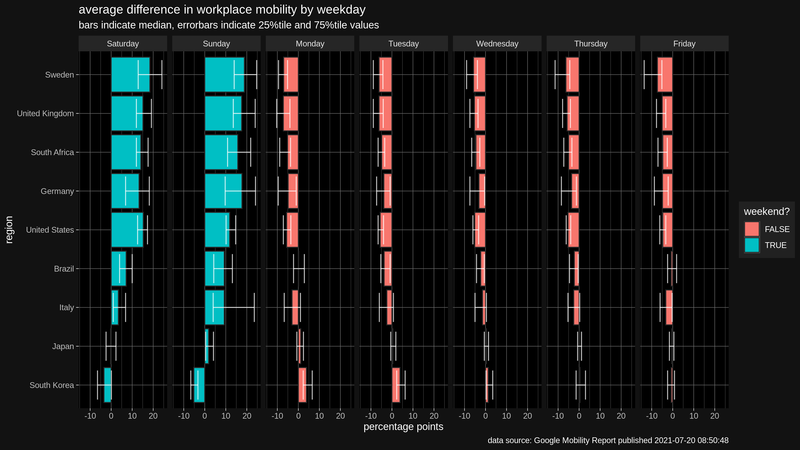 average difference in workplace mobility by weekday
bars indicate median, errorbars indicate 25%tile and 75%tile values
Saturday Sunday Monday Tuesday Wednesday Thursday Friday
Sweden
United Kingdom
South Africa
Germany
United States
Brazil
Italy
Japan
South Korea
region
weekend?
FALSE
TRUE
-10 0 10 20 -10 0 10 20 -10 0 10 20 -10 0 10 20 -10 0 10 20 -10 0 10 20 -10 0 10 20
percentage points
data source: Google Mobility Report published 2021-07-20 08:50:48